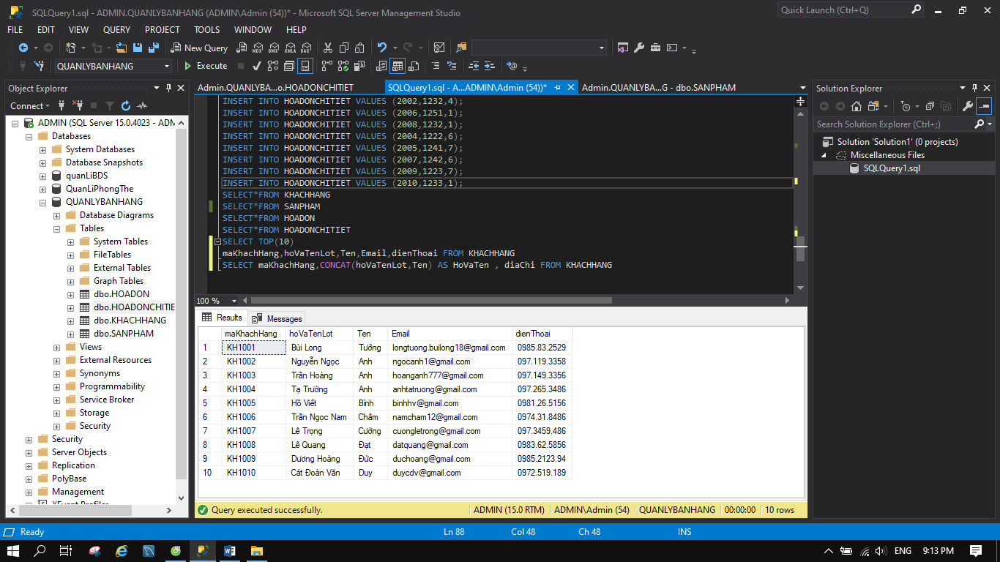 SQLQuery1.sql - ADMIN.QUANLYBANHANG (ADMIN\Admin (54))* - Microsoft SQL Server Management Studio
Quick Launch (Ctrl+Q)
FILE EDIT VIEW QUERY PROJECT TOOLS WINDOW HELP
New Query MDX DMX XMLA DAX
QUANLYBANHANG Execute
Object Explorer
Connect
ADMIN (SQL Server 15.0.4023 - ADM
Databases
System Databases
Database Snapshots
quanLiBDS
QuanLiPhongThe
QUANLYBANHANG
Database Diagrams
Tables
System Tables
FileTables
External Tables
Graph Tables
dbo.HOADON
dbo.HOADONCHITIE
dbo.KHACHHANG
dbo.SANPHAM
Views
External Resources
Synonyms
Programmability
Service Broker
Storage
Security
Security
Server Objects
Replication
PolyBase
Management
XEvent Profiler
Admin.QUANLYBA...o.HOADONCHITIET SQLQuery1.sql - A...ADMIN\Admin (54))* Admin.QUANLYBA...G - dbo.SANPHAM
INSERT INTO HOADONCHITIET VALUES (2002,1232,4);
INSERT INTO HOADONCHITIET VALUES (2006,1251,1);
INSERT INTO HOADONCHITIET VALUES (2008,1232,1);
INSERT INTO HOADONCHITIET VALUES (2004,1222,6);
INSERT INTO HOADONCHITIET VALUES (2005,1241,7);
INSERT INTO HOADONCHITIET VALUES (2007,1242,6);
INSERT INTO HOADONCHITIET VALUES (2009,1223,7);
INSERT INTO HOADONCHITIET VALUES (2010,1233,1);
SELECT*FROM KHACHHANG
SELECT*FROM SANPHAM
SELECT*FROM HOADON
SELECT*FROM HOADONCHITIET
SELECT TOP(10)
maKhachHang,hoVaTenLot,Ten,Email,dienThoai FROM KHACHHANG
SELECT maKhachHang,CONCAT(hoVaTenLot,Ten) AS HoVaTen , diaChi FROM KHACHHANG
100 %
Results Messages
maKhachHang hoVaTenLot Ten Email dienThoai
1 KH1001 Bùi Long Tưởng longtuong.builong18@gmail.com 0985.83.2529
2 KH1002 Nguyễn Ngọc Anh ngocanh1@gmail.com 097.119.3358
3 KH1003 Trần Hoàng Anh hoanganh777@gmail.com 097.149.3356
4 KH1004 Tạ Trường Anh anhtatruong@gmail.com 097.265.3486
5 KH1005 Hồ Viết Bình binhhv@gmail.com 0981.26.5156
6 KH1006 Trần Ngọc Nam Châm namcham12@gmail.com 0974.31.8486
7 KH1007 Lê Trọng Cường cuongletrong@gmail.com 097.3459.486
8 KH1008 Lê Quang Đạt datquang@gmail.com 0983.62.5856
9 KH1009 Dương Hoàng Đức duchoang@gmail.com 0985.2123.94
10 KH1010 Cát Đoàn Văn Duy duycdv@gmail.com 0972.519.189
Query executed successfully. ADMIN (15.0 RTM) ADMIN\Admin (54) QUANLYBANHANG 00:00:00 10 rows
Solution Explorer
Search Solution Explorer (Ctrl+;)
Solution 'Solution1' (0 projects)
Miscellaneous Files
SQLQuery1.sql
Ready Ln 88 Col 48 Ch 48 INS
ENG 9:13 PM